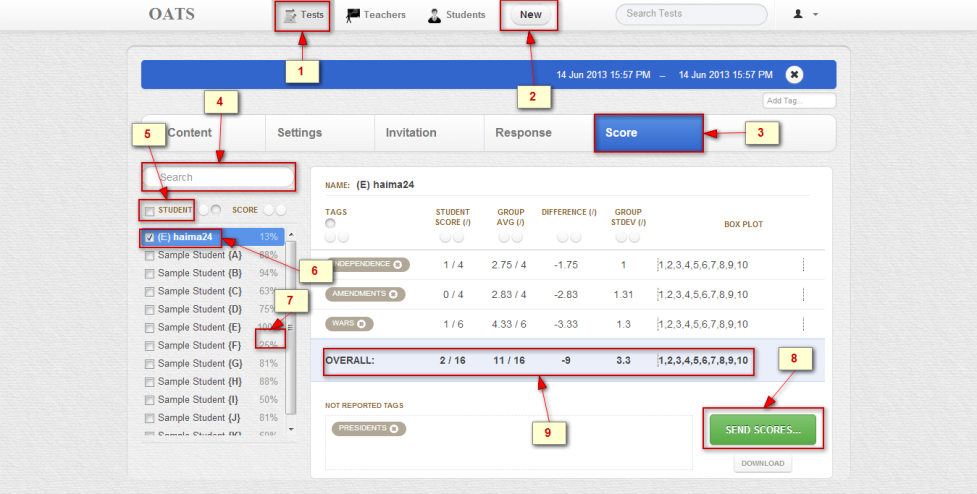 OATS Tests Teachers Students New Search Tests
1
2
14 Jun 2013 15:57 PM – 14 Jun 2013 15:57 PM
Add Tag...
4
5
3
Content Settings Invitation Response Score
Search
STUDENT SCORE
(E) haima24 13%
Sample Student {A} 88%
Sample Student {B} 94%
Sample Student {C} 63%
Sample Student {D} 75%
Sample Student {E} 100%
Sample Student {F} 25%
Sample Student {G} 81%
Sample Student {H} 88%
Sample Student {I} 50%
Sample Student {J} 81%
Sample Student {K}
6
7
NAME: (E) haima24
TAGS STUDENT SCORE (/) GROUP AVG (/) DIFFERENCE (/) GROUP STDEV (/) BOX PLOT
INDEPENDENCE 1 / 4 2.75 / 4 -1.75 1 1,2,3,4,5,6,7,8,9,10
AMENDMENTS 0 / 4 2.83 / 4 -2.83 1.31 1,2,3,4,5,6,7,8,9,10
WARS 1 / 6 4.33 / 6 -3.33 1.3 1,2,3,4,5,6,7,8,9,10
OVERALL: 2 / 16 11 / 16 -9 3.3 1,2,3,4,5,6,7,8,9,10
8
9
NOT REPORTED TAGS
PRESIDENTS
SEND SCORES...
DOWNLOAD